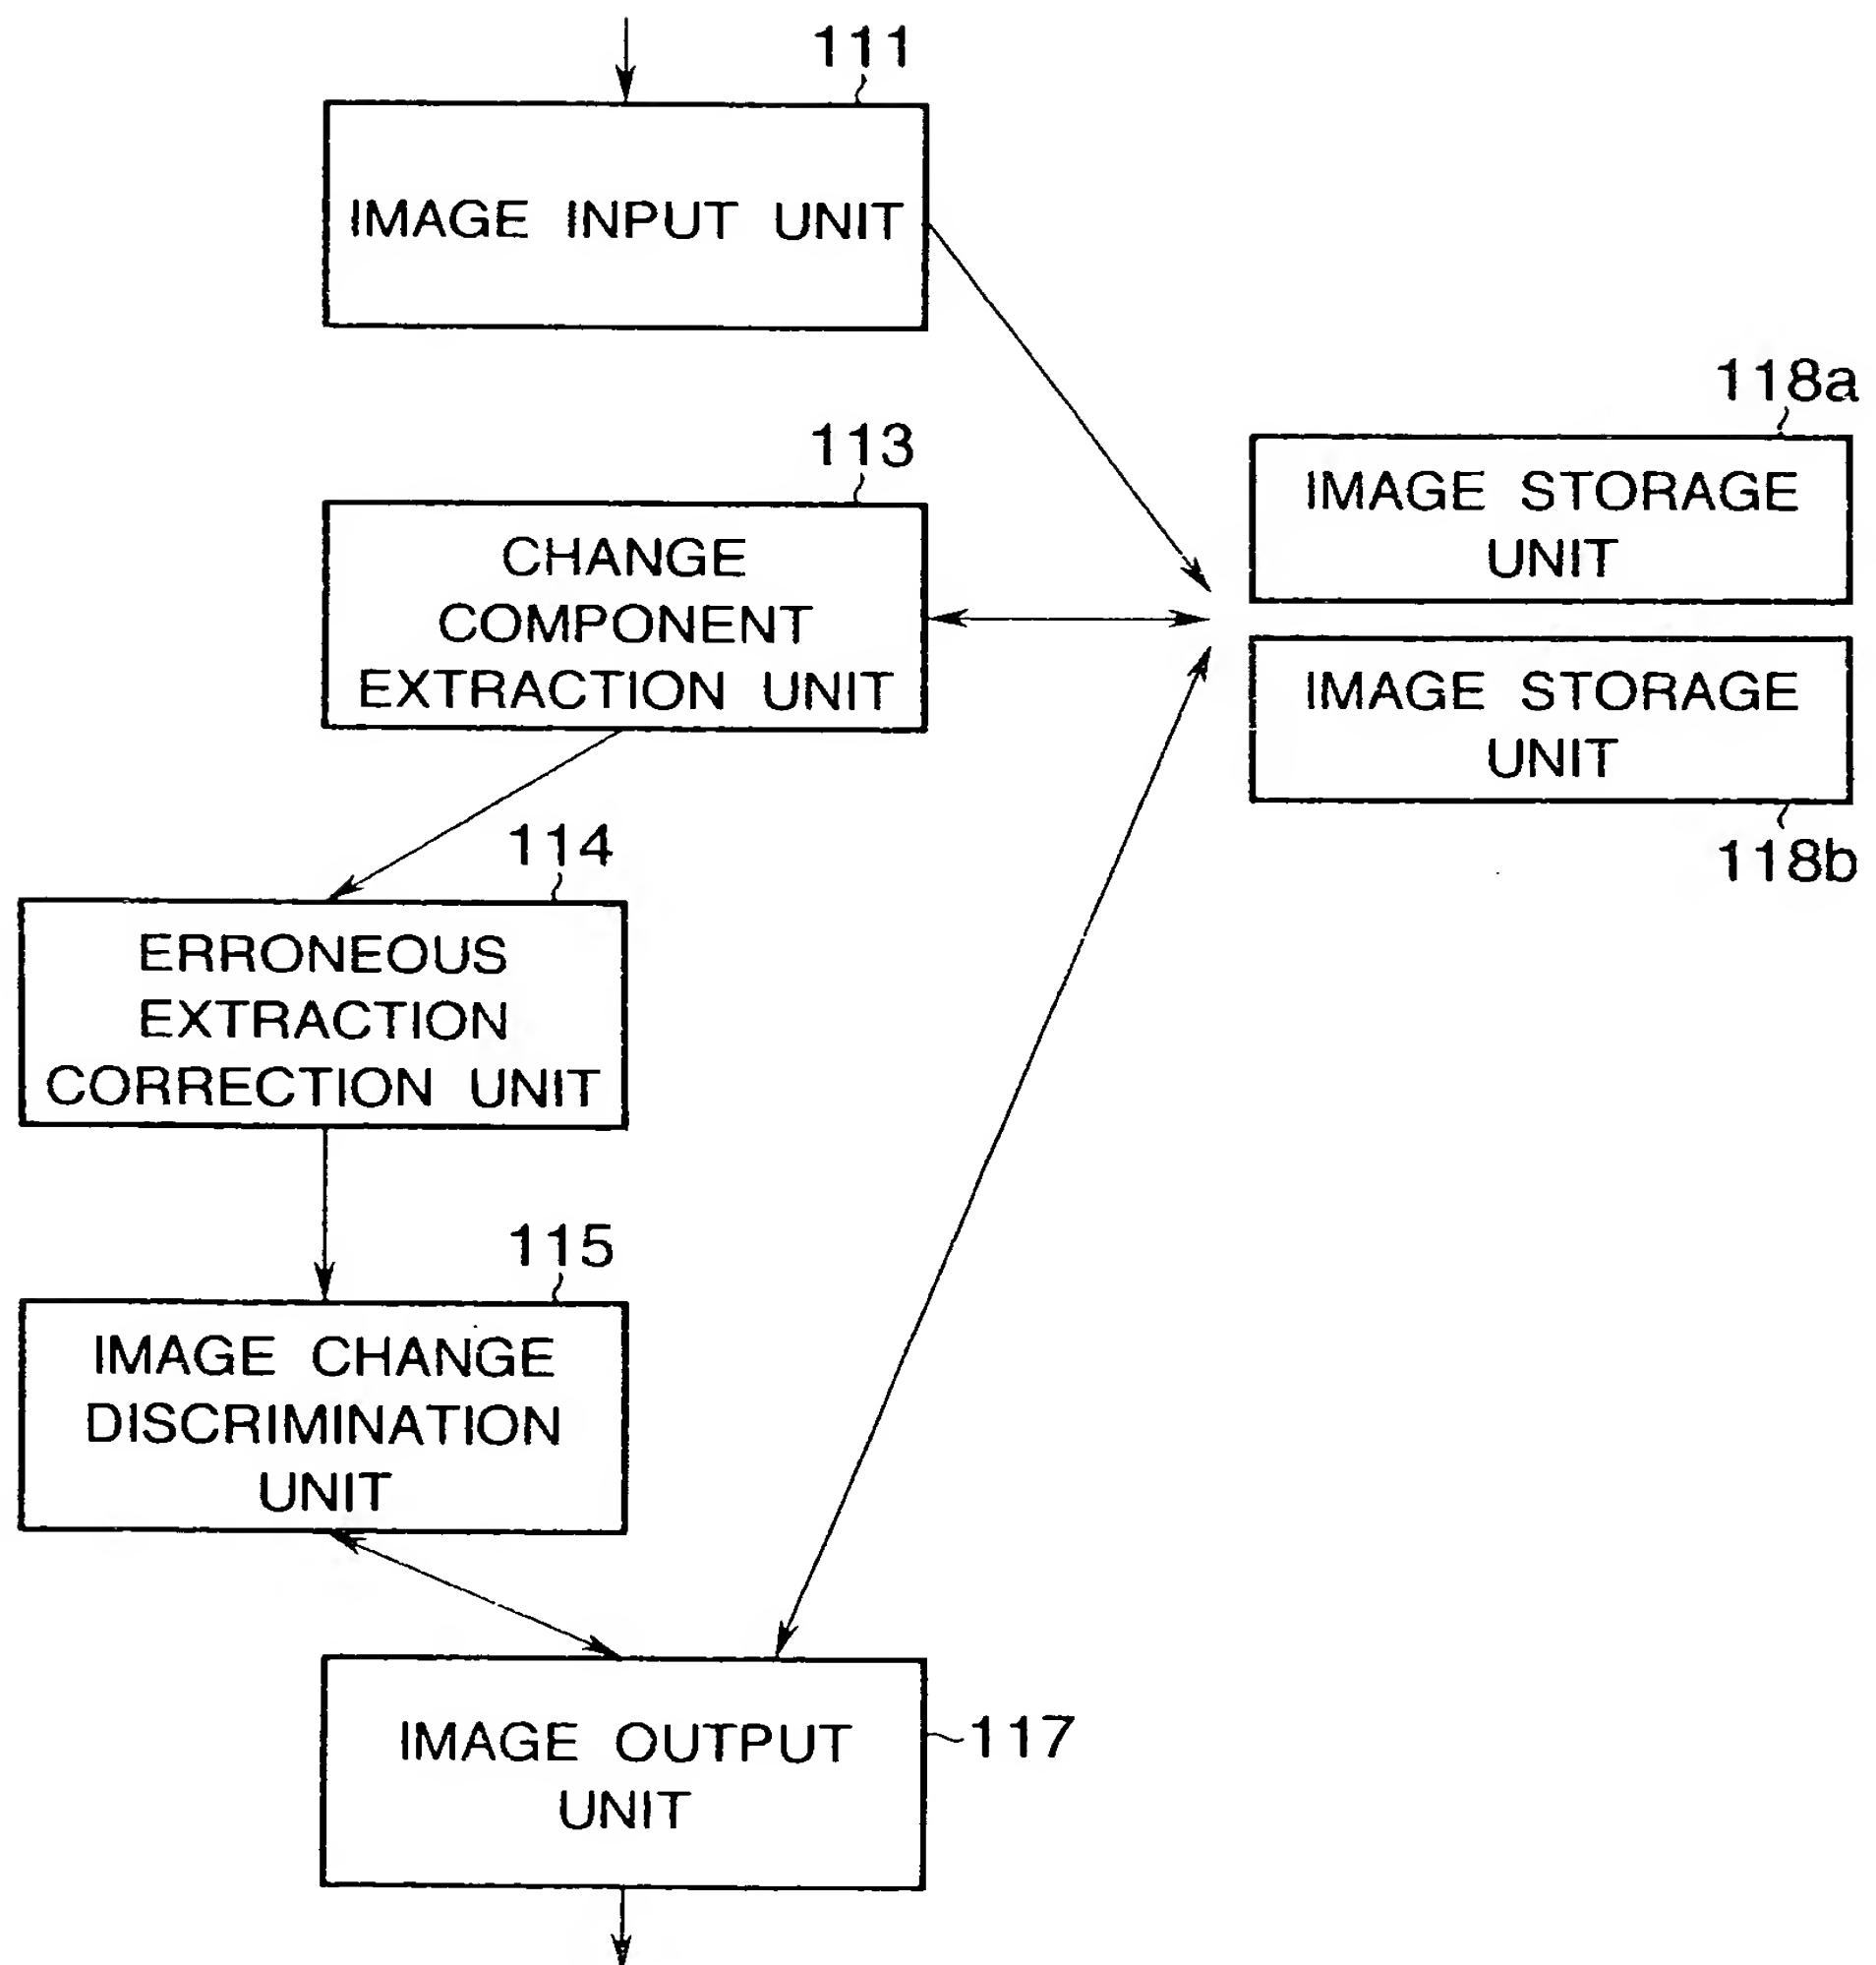 111
IMAGE INPUT UNIT
118a
IMAGE STORAGE
UNIT
113
CHANGE
COMPONENT
EXTRACTION UNIT
IMAGE STORAGE
UNIT
118b
114
ERRONEOUS
EXTRACTION
CORRECTION UNIT
115
IMAGE CHANGE
DISCRIMINATION
UNIT
IMAGE OUTPUT
UNIT
117